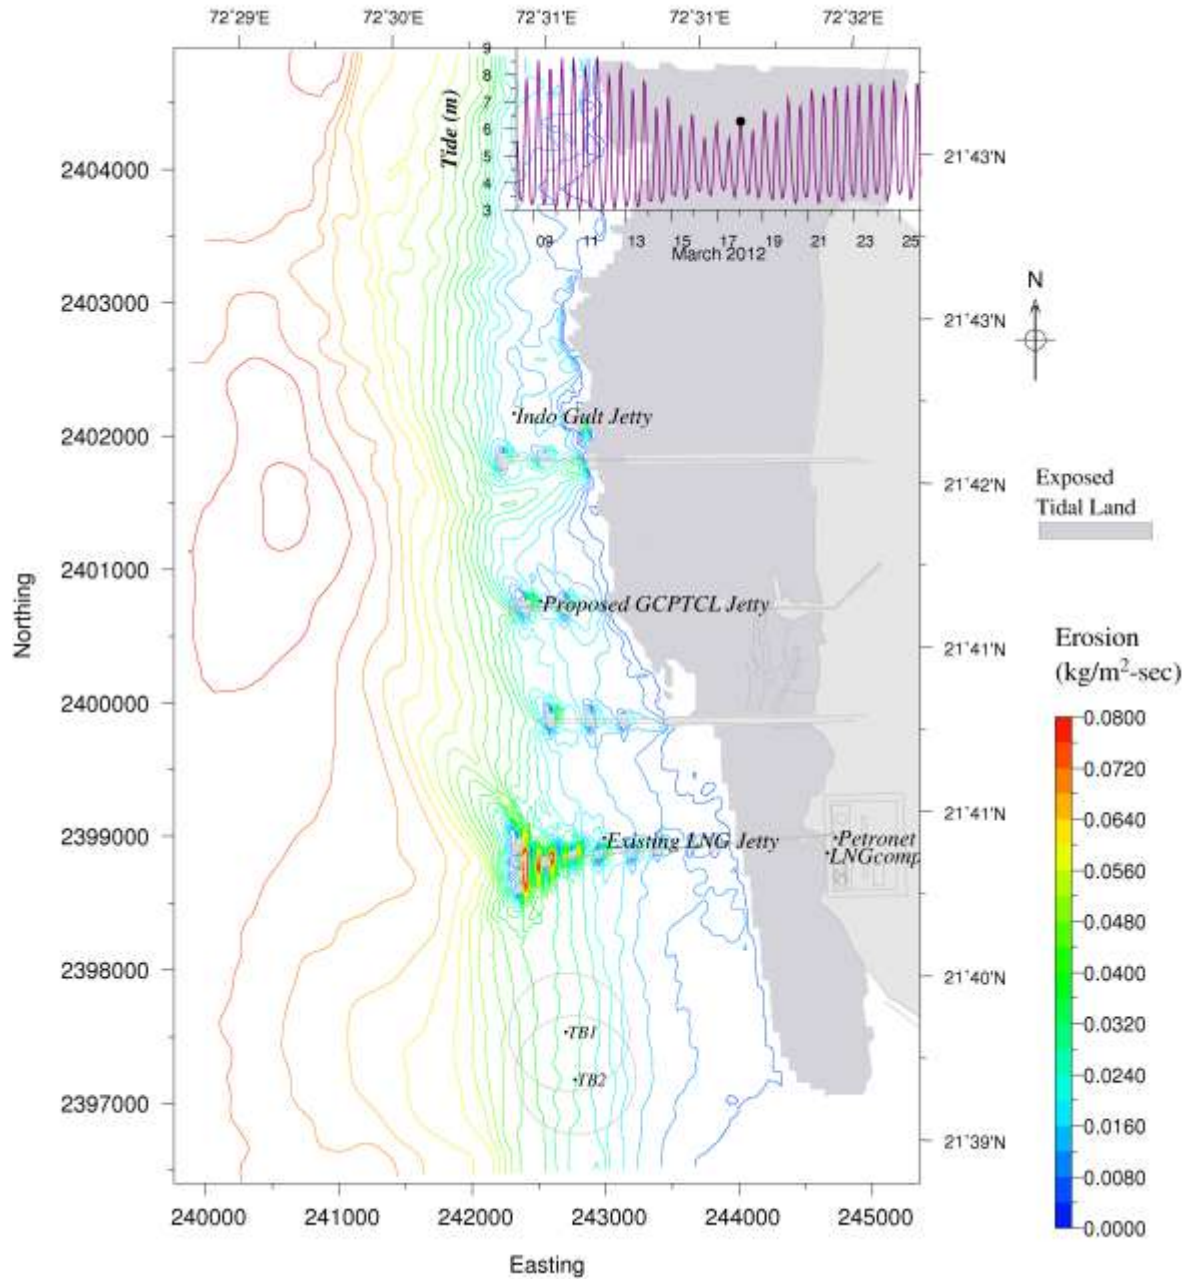 72°29'E 72°30'E 72°31'E 72°31'E 72°32'E
9
8
7
6
5
4
3
Tide (m)
09 11 13 15 17 19 21 23 25
March 2012
2404000
2403000
2402000
2401000
2400000
2399000
2398000
2397000
Northing
21°43'N
21°43'N
21°42'N
21°41'N
21°41'N
21°40'N
21°39'N
Indo Gult Jetty
Proposed GCPTCL Jetty
Existing LNG Jetty
Petronet
LNGcomp
TB1
TB2
240000 241000 242000 243000 244000 245000
Easting
N
Exposed
Tidal Land
Erosion
(kg/m²-sec)
0.0800
0.0720
0.0640
0.0560
0.0480
0.0400
0.0320
0.0240
0.0160
0.0080
0.0000